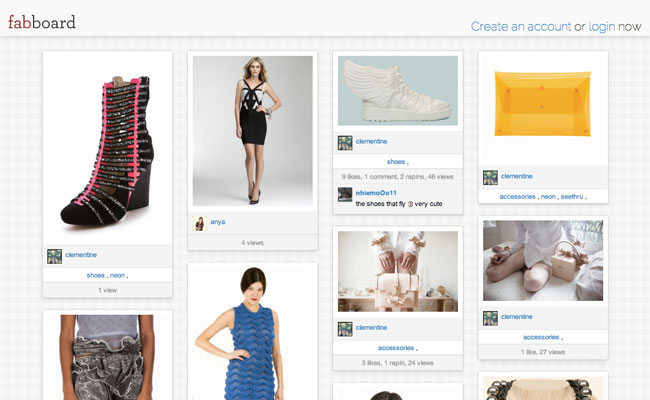 fabboard
Create an account or login now
clementine
shoes , neon ,
1 view
anya
4 views
clementine
shoes ,
9 likes, 1 comment, 2 repins, 48 views
nhiemoOo11
the shoes that fly :)) very cute
clementine
accessories ,
3 likes, 1 repin, 24 views
clementine
accessories , neon , seethru ,
clementine
accessories ,
1 like, 27 views